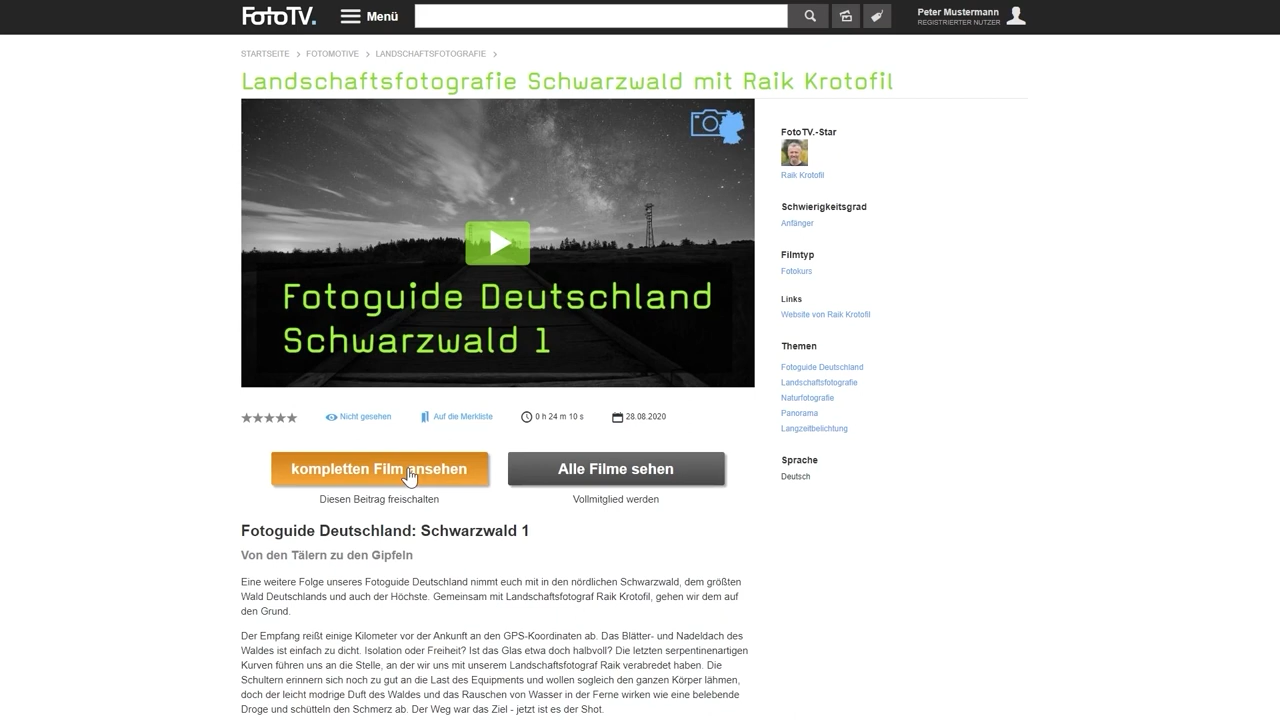 FotoTV.
Menü
Peter Mustermann
REGISTRIERTER NUTZER
STARTSEITE > FOTOMOTIVE > LANDSCHAFTSFOTOGRAFIE >
Landschaftsfotografie Schwarzwald mit Raik Krotofil
Fotoguide Deutschland
Schwarzwald 1
Nicht gesehen
Auf die Merkliste
0 h 24 m 10 s
28.08.2020
kompletten Film ansehen
Alle Filme sehen
Diesen Beitrag freischalten
Vollmitglied werden
Fotoguide Deutschland: Schwarzwald 1
Von den Tälern zu den Gipfeln
Eine weitere Folge unseres Fotoguide Deutschland nimmt euch mit in den nördlichen Schwarzwald, dem größten
Wald Deutschlands und auch der Höchste. Gemeinsam mit Landschaftsfotograf Raik Krotofil, gehen wir dem auf
den Grund.
Der Empfang reißt einige Kilometer vor der Ankunft an den GPS-Koordinaten ab. Das Blätter- und Nadeldach des
Waldes ist einfach zu dicht. Isolation oder Freiheit? Ist das Glas etwa doch halbvoll? Die letzten serpentinenartigen
Kurven führen uns an die Stelle, an der wir uns mit unserem Landschaftsfotograf Raik verabredet haben. Die
Schultern erinnern sich noch zu gut an die Last des Equipments und wollen sogleich den ganzen Körper lähmen,
doch der leicht modrige Duft des Waldes und das Rauschen von Wasser in der Ferne wirken wie eine belebende
Droge und schütteln den Schmerz ab. Der Weg war das Ziel - jetzt ist es der Shot.
FotoTV.-Star
Raik Krotofil
Schwierigkeitsgrad
Anfänger
Filmtyp
Fotokurs
Links
Website von Raik Krotofil
Themen
Fotoguide Deutschland
Landschaftsfotografie
Naturfotografie
Panorama
Langzeitbelichtung
Sprache
Deutsch